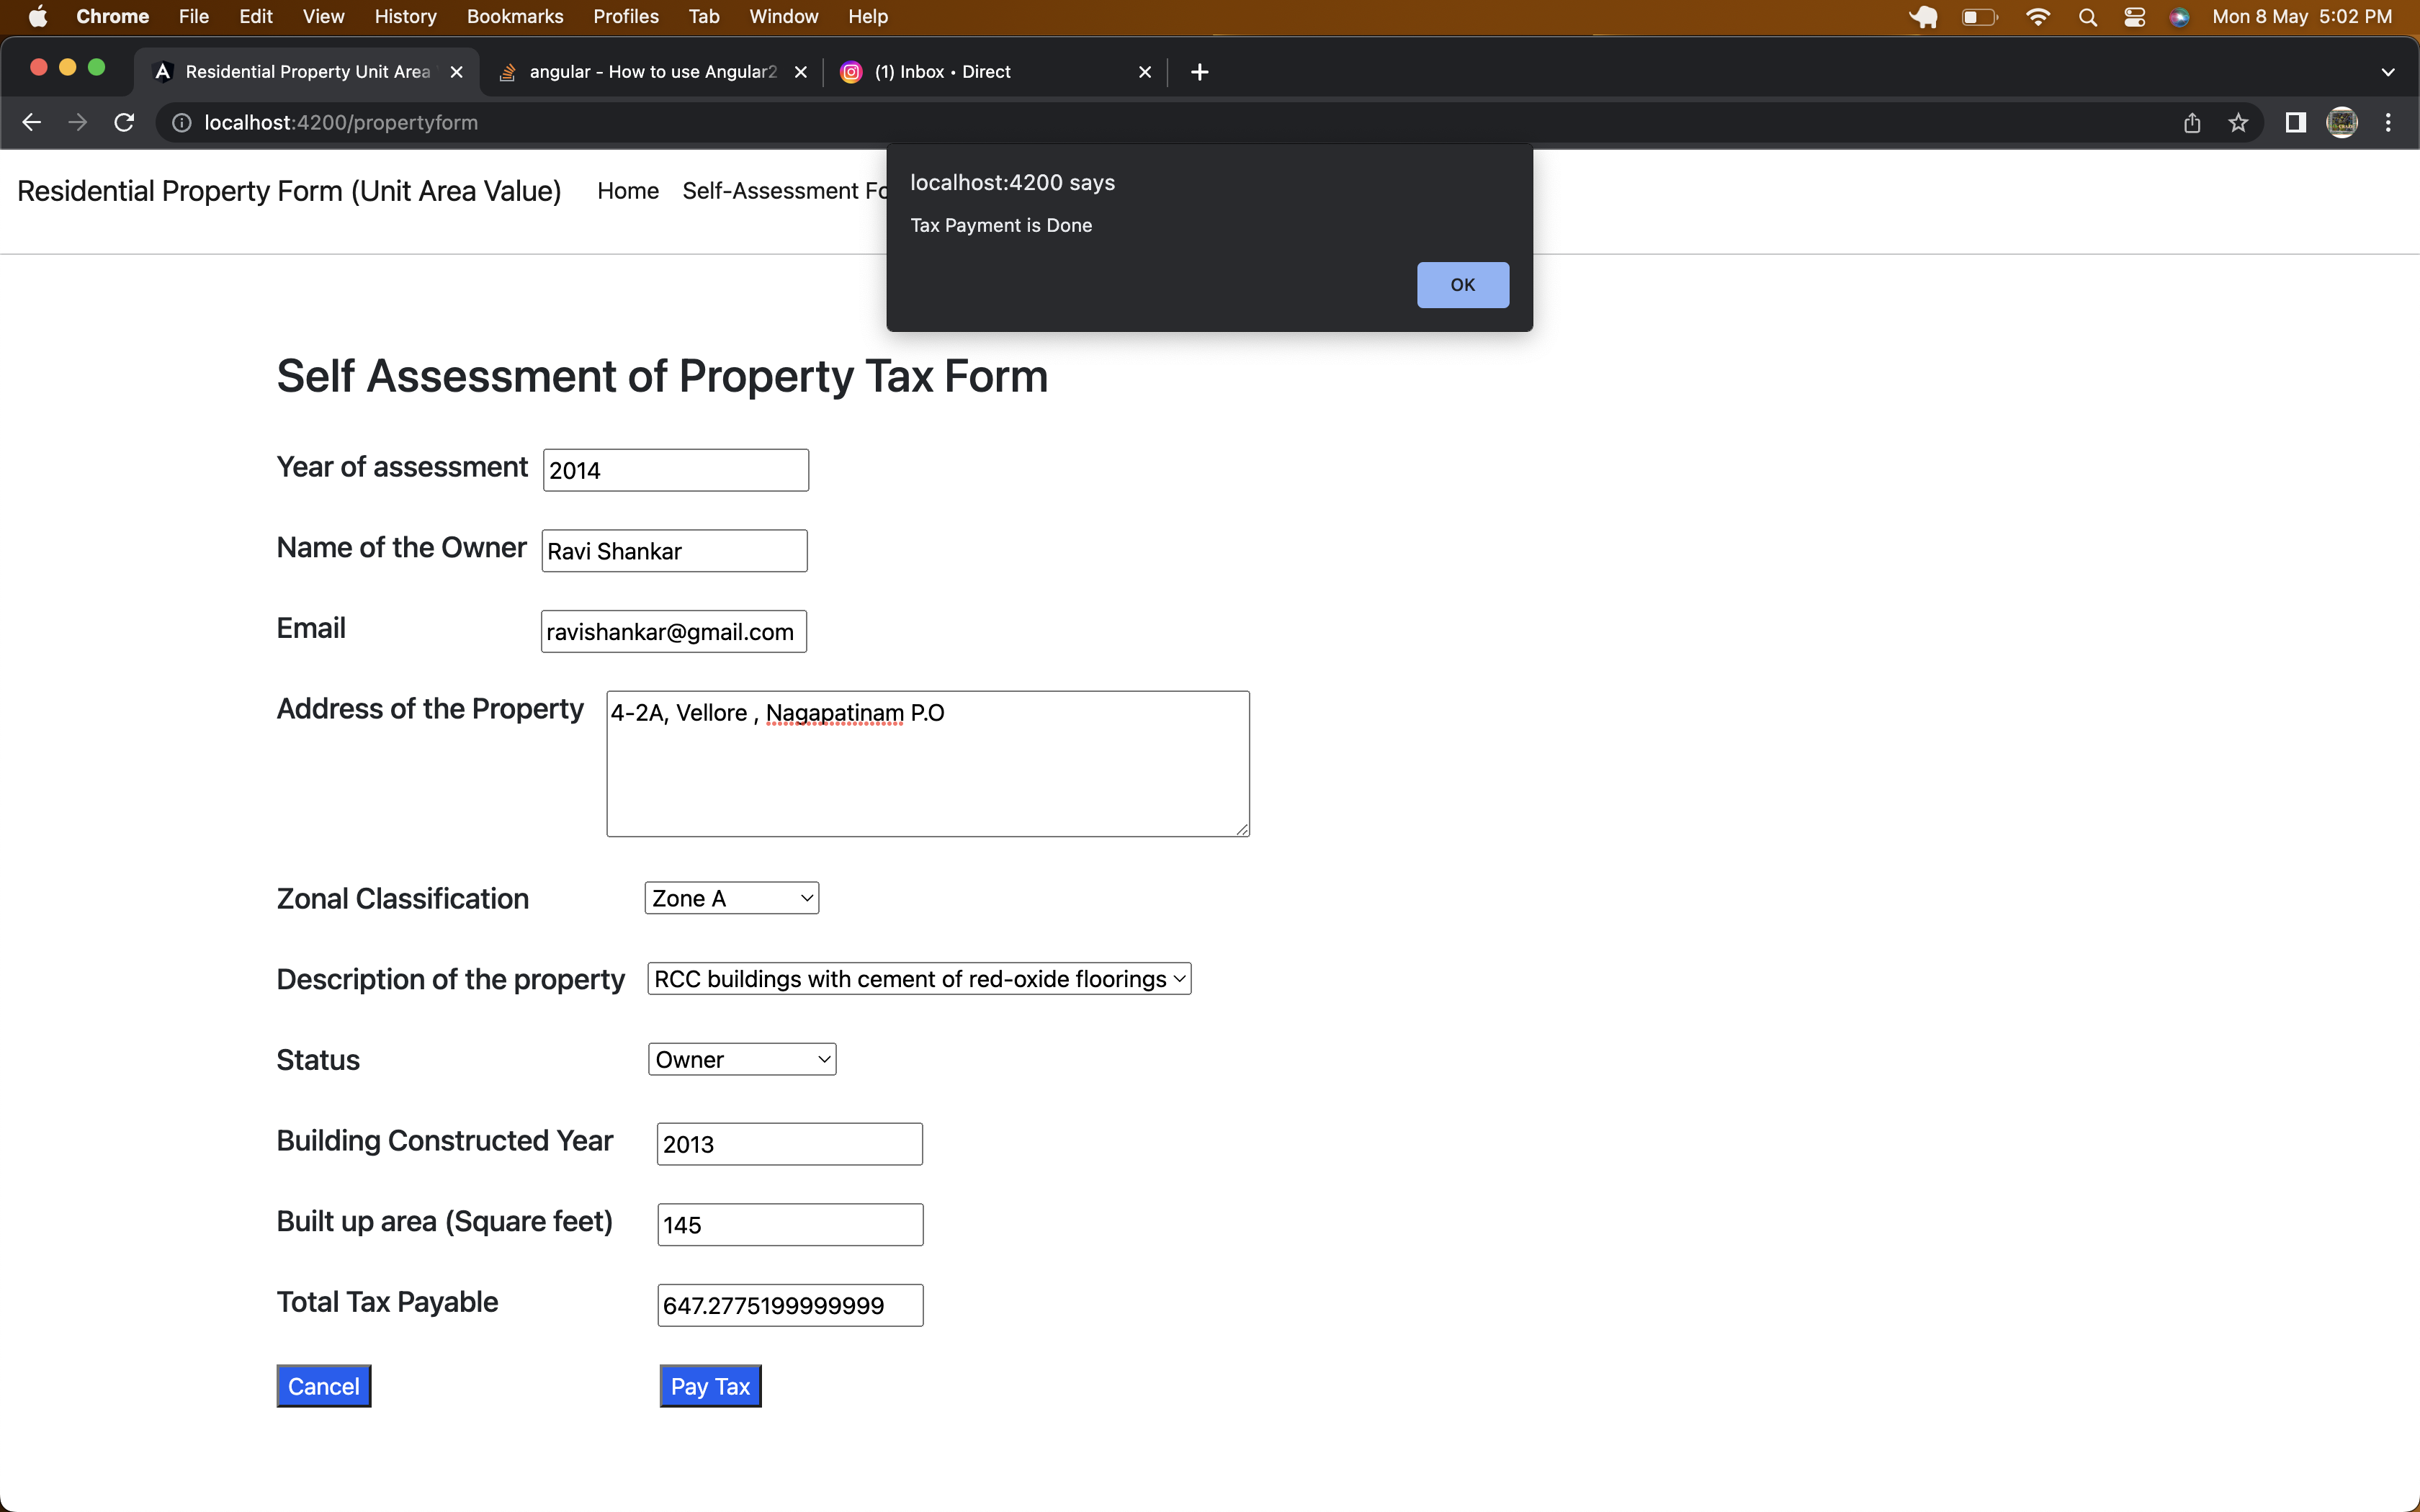 Chrome File Edit View History Bookmarks Profiles Tab Window Help Mon 8 May 5:02 PM
Residential Property Unit Area angular - How to use Angular2 (1) Inbox • Direct
localhost:4200/propertyform
localhost:4200 says
Tax Payment is Done
OK
Residential Property Form (Unit Area Value) Home Self-Assessment Fo
Self Assessment of Property Tax Form
Year of assessment 2014
Name of the Owner Ravi Shankar
Email ravishankar@gmail.com
Address of the Property 4-2A, Vellore , Nagapatinam P.O
Zonal Classification Zone A
Description of the property RCC buildings with cement of red-oxide floorings
Status Owner
Building Constructed Year 2013
Built up area (Square feet) 145
Total Tax Payable 647.2775199999999
Cancel Pay Tax